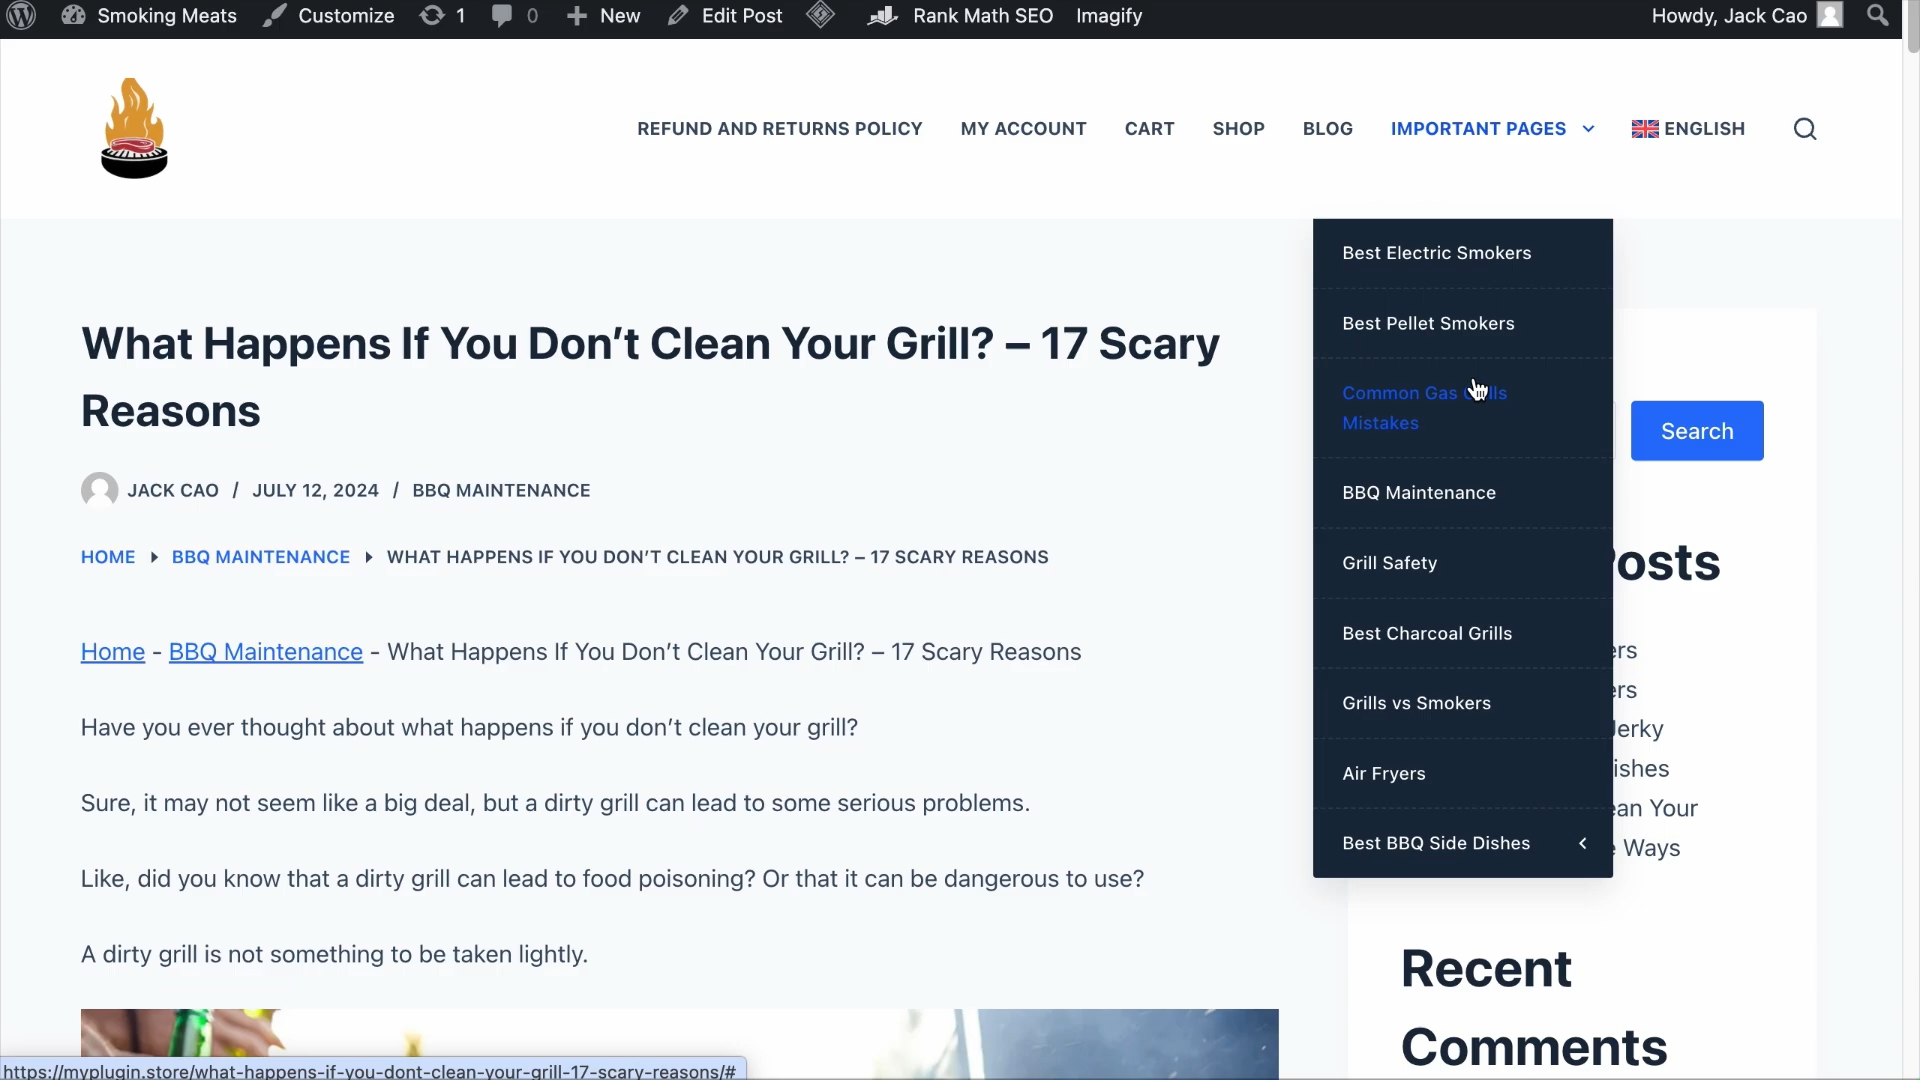 Smoking Meats Customize 1 0 New Edit Post Rank Math SEO Imagify Howdy, Jack Cao
REFUND AND RETURNS POLICY MY ACCOUNT CART SHOP BLOG IMPORTANT PAGES ENGLISH
What Happens If You Don’t Clean Your Grill? – 17 Scary
Reasons
JACK CAO / JULY 12, 2024 / BBQ MAINTENANCE
HOME BBQ MAINTENANCE WHAT HAPPENS IF YOU DON’T CLEAN YOUR GRILL? – 17 SCARY REASONS
Home - BBQ Maintenance - What Happens If You Don’t Clean Your Grill? – 17 Scary Reasons
Have you ever thought about what happens if you don’t clean your grill?
Sure, it may not seem like a big deal, but a dirty grill can lead to some serious problems.
Like, did you know that a dirty grill can lead to food poisoning? Or that it can be dangerous to use?
A dirty grill is not something to be taken lightly.
Best Electric Smokers
Best Pellet Smokers
Common Gas
Mistakes
BBQ Maintenance
Grill Safety
Best Charcoal Grills
Grills vs Smokers
Air Fryers
Best BBQ Side Dishes
Search
Your
Ways
Recent
Comments
https://myplugin.store/what-happens-if-you-dont-clean-your-grill-17-scary-reasons/#